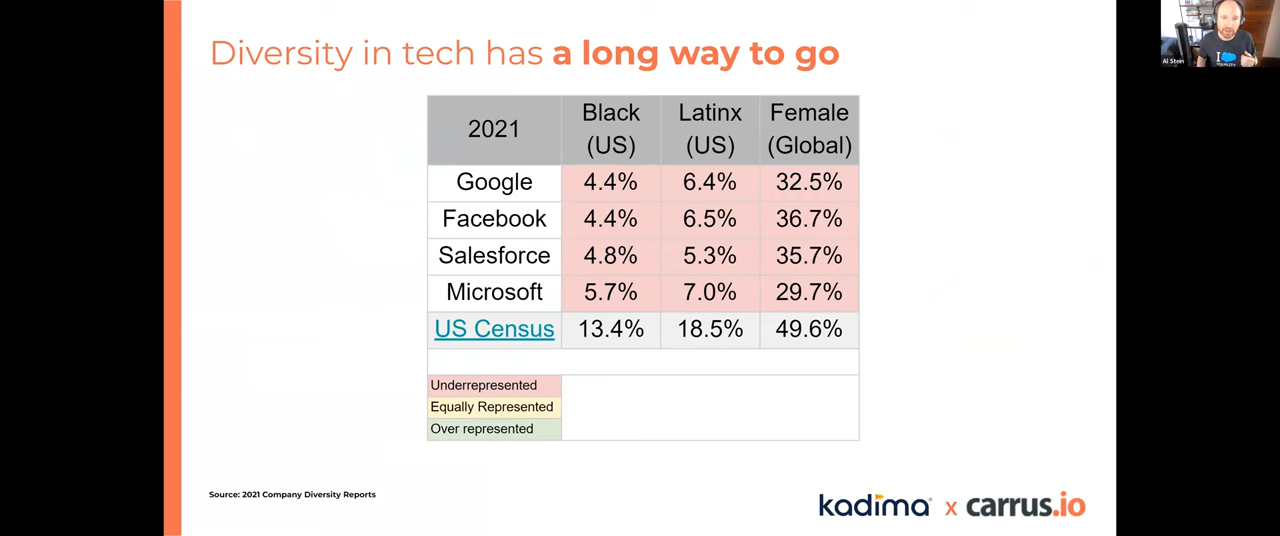 Diversity in tech has a long way to go
2021 Black (US) Latinx (US) Female (Global)
Google 4.4% 6.4% 32.5%
Facebook 4.4% 6.5% 36.7%
Salesforce 4.8% 5.3% 35.7%
Microsoft 5.7% 7.0% 29.7%
US Census 13.4% 18.5% 49.6%
Underrepresented
Equally Represented
Over represented
Source: 2021 Company Diversity Reports
kadima x carrus.io
Al Stein
I